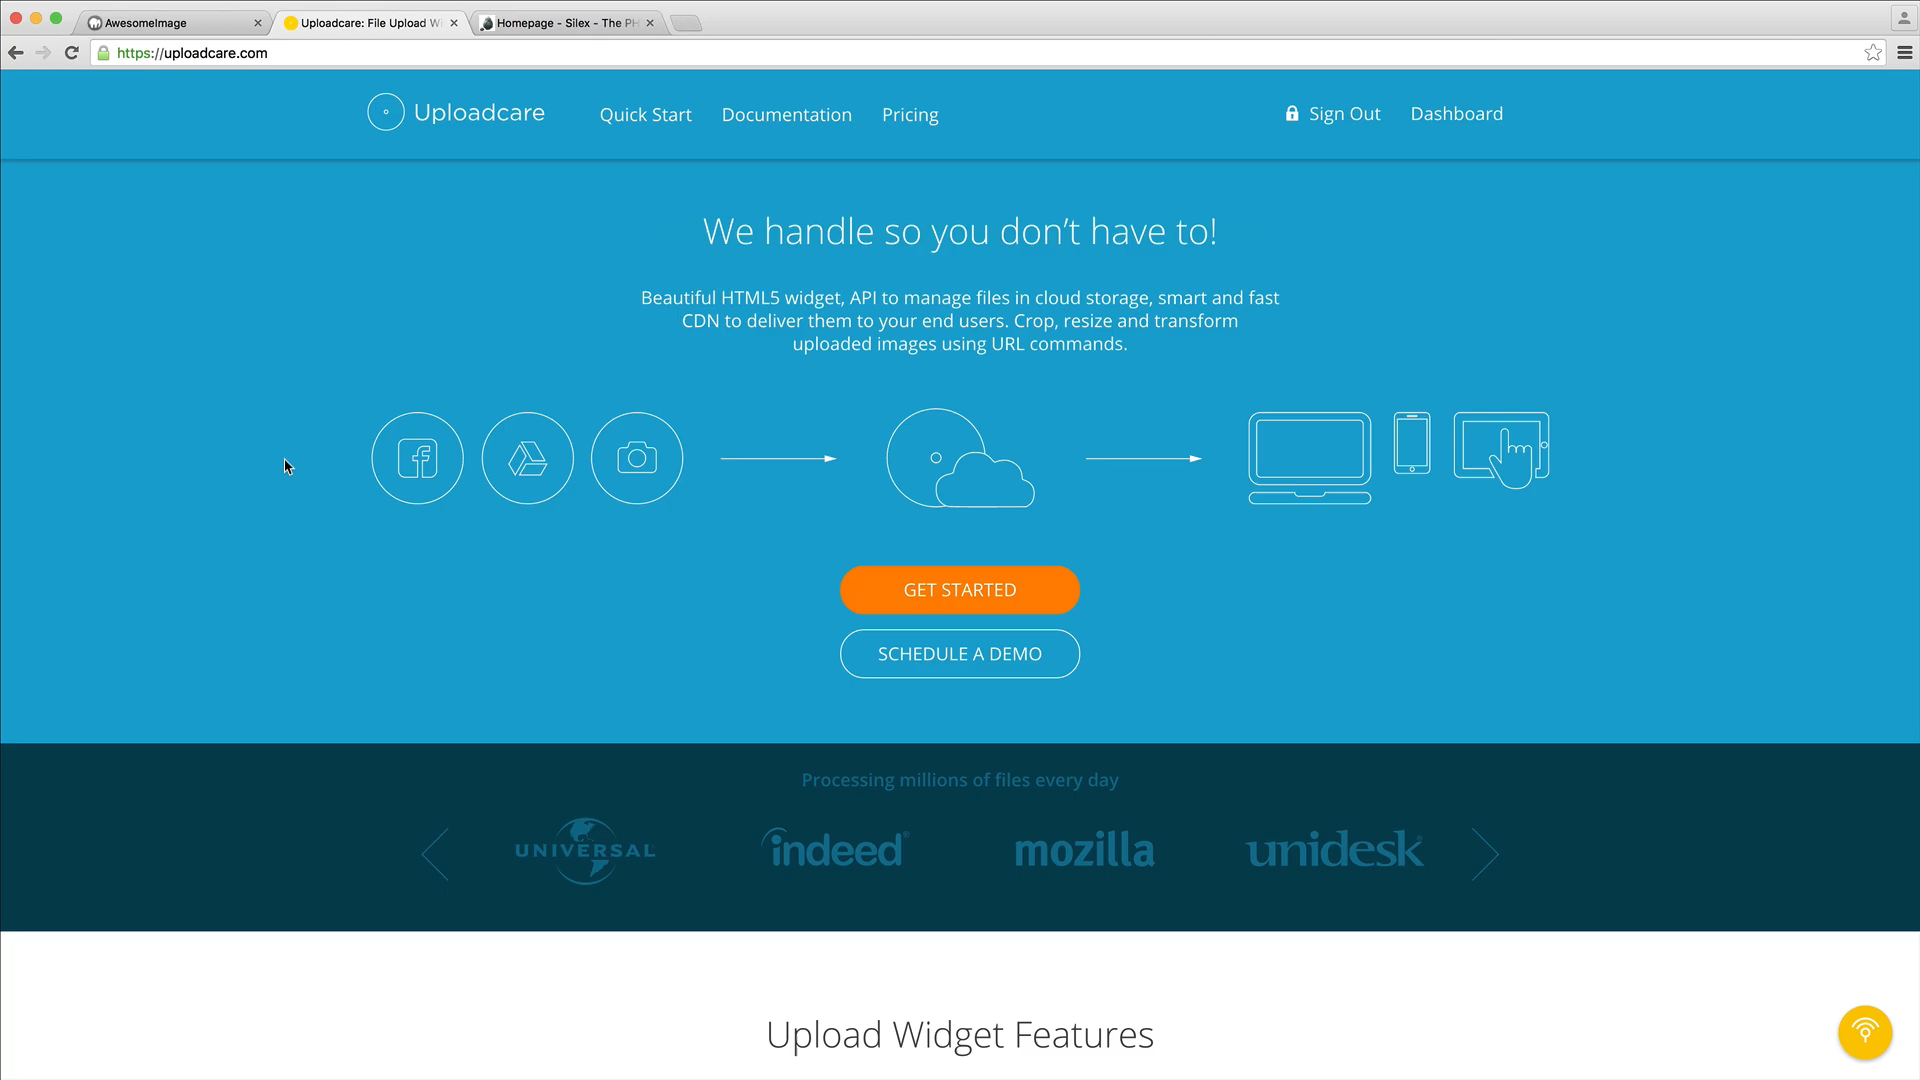 AwesomeImage
Uploadcare: File Upload Wi
Homepage - Silex - The PH
https://uploadcare.com
Uploadcare
Quick Start
Documentation
Pricing
Sign Out
Dashboard
We handle so you don’t have to!
Beautiful HTML5 widget, API to manage files in cloud storage, smart and fast
CDN to deliver them to your end users. Crop, resize and transform
uploaded images using URL commands.
GET STARTED
SCHEDULE A DEMO
Processing millions of files every day
UNIVERSAL
indeed
mozilla
unidesk
Upload Widget Features